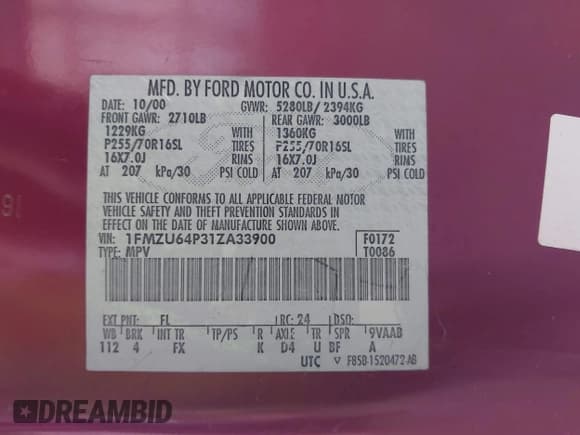 MFD. BY FORD MOTOR CO. IN U.S.A.
DATE: 10/00 GVWR: 5280LB/ 2394KG
FRONT GAWR: 2710LB REAR GAWR: 3000LB
1229KG WITH 1360KG WITH
P255/70R16SL TIRES P255/70R16SL TIRES
16X7.0J RIMS 16X7.0J RIMS
AT 207 kPa/30 PSI COLD AT 207 kPa/30 PSI COLD
THIS VEHICLE CONFORMS TO ALL APPLICABLE FEDERAL MOTOR
VEHICLE SAFETY AND THEFT PREVENTION STANDARDS IN
EFFECT ON THE DATE OF MANUFACTURE SHOWN ABOVE.
VIN: 1FMZU64P31ZA33900 F0172
TYPE: MPV T0086
EXT PNT: FL RC: 24 DSO:
WB BRK INT TR TP/PS R AXLE TR SPR 9VAAB
112 4 FX K D4 U BF A
UTC F85B-1520472-AB
DREAMBID